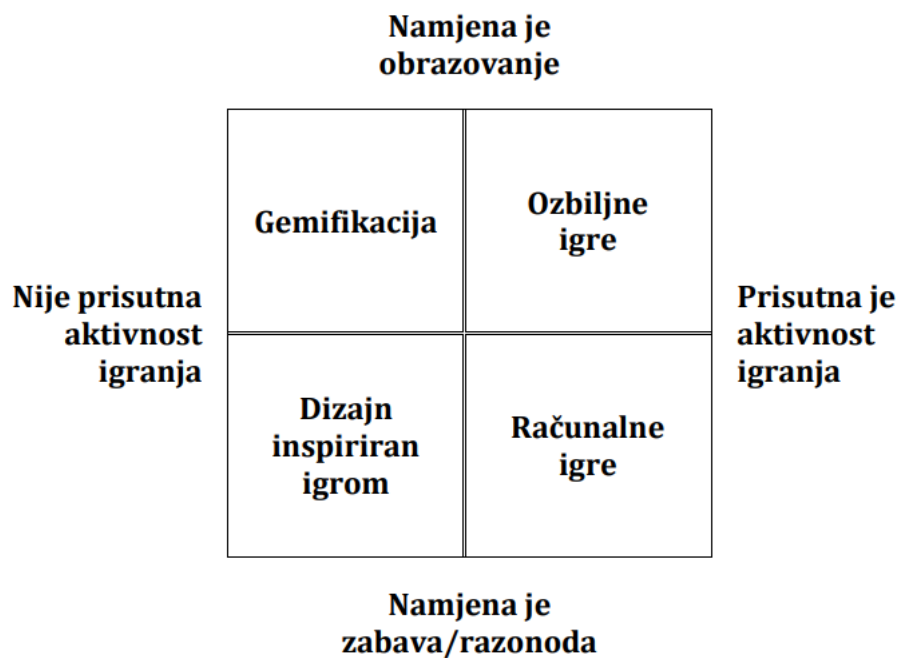 Namjena je
obrazovanje
Gemifikacija
Ozbiljne
igre
Nije prisutna
aktivnost
igranja
Prisutna je
aktivnost
igranja
Dizajn
inspiriran
igrom
Računalne
igre
Namjena je
zabava/razonoda